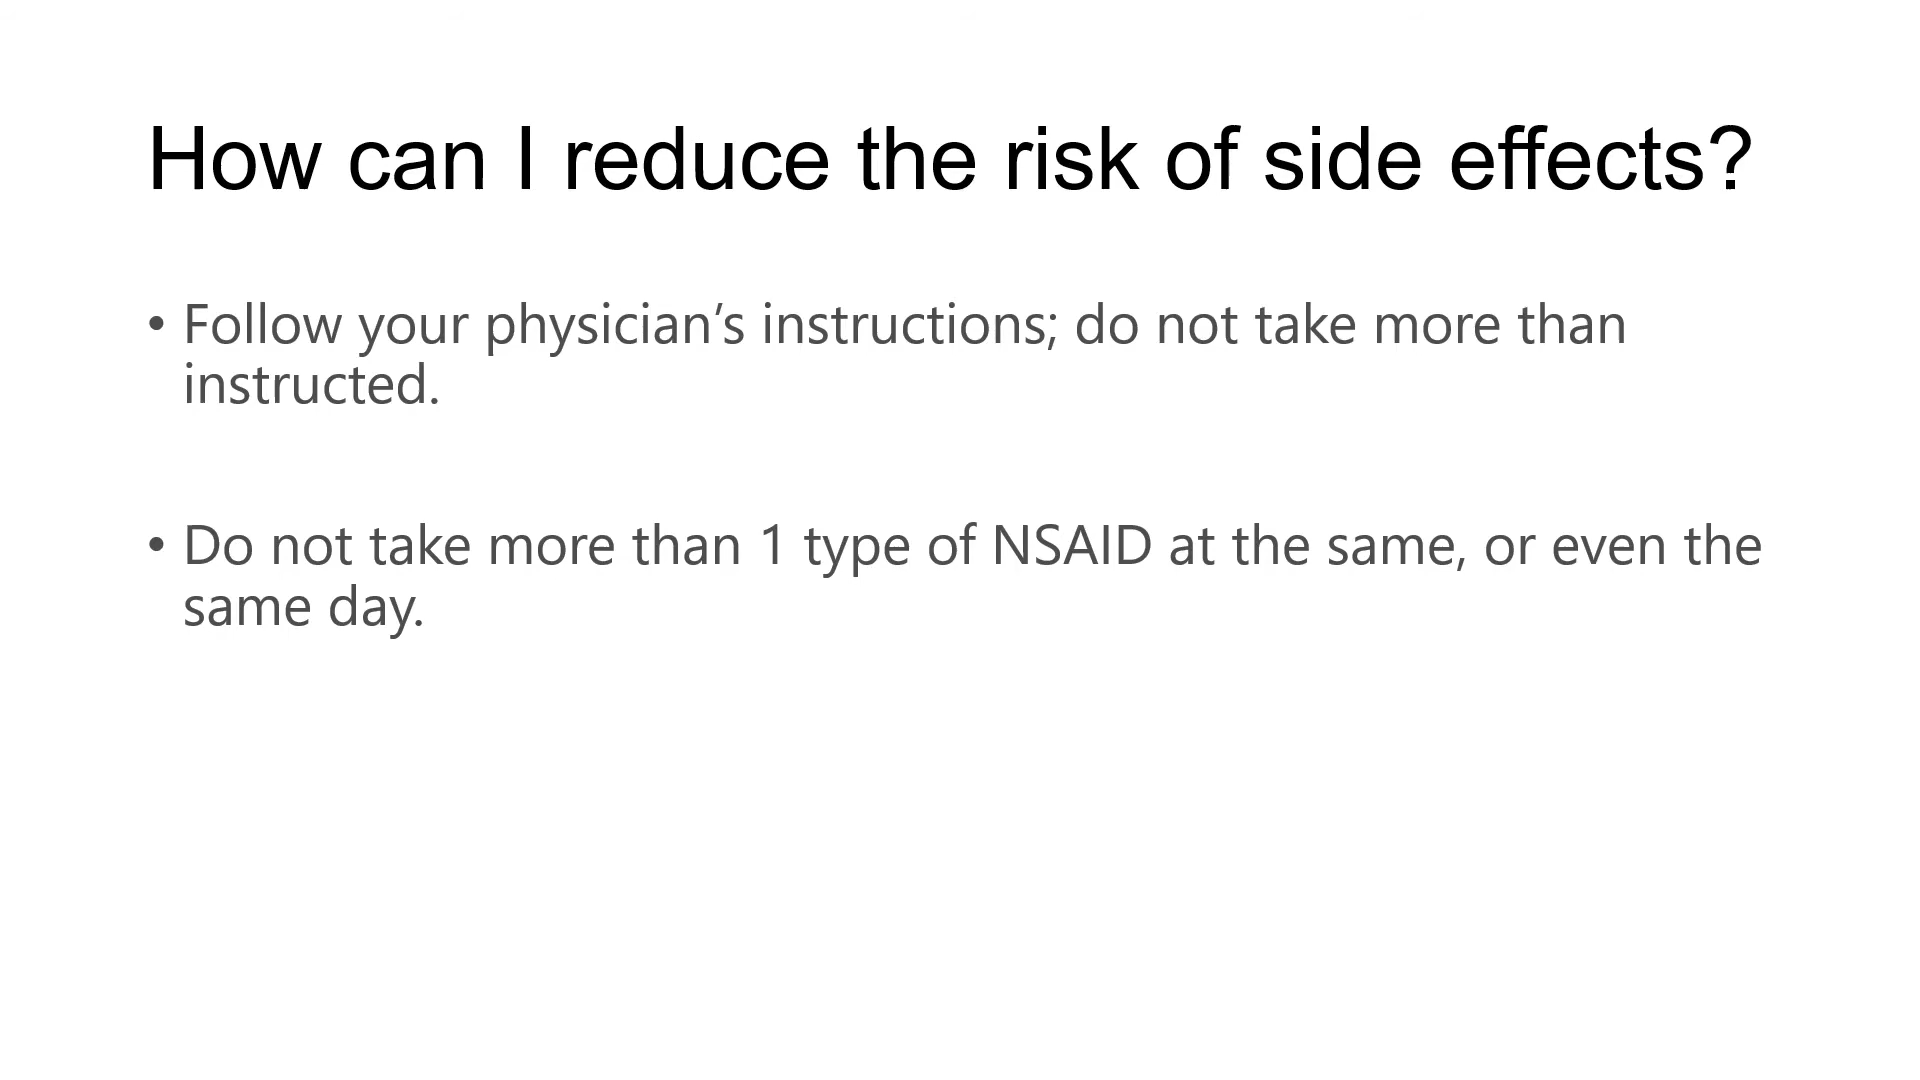 How can I reduce the risk of side effects?
• Follow your physician’s instructions; do not take more than
instructed.
• Do not take more than 1 type of NSAID at the same, or even the
same day.